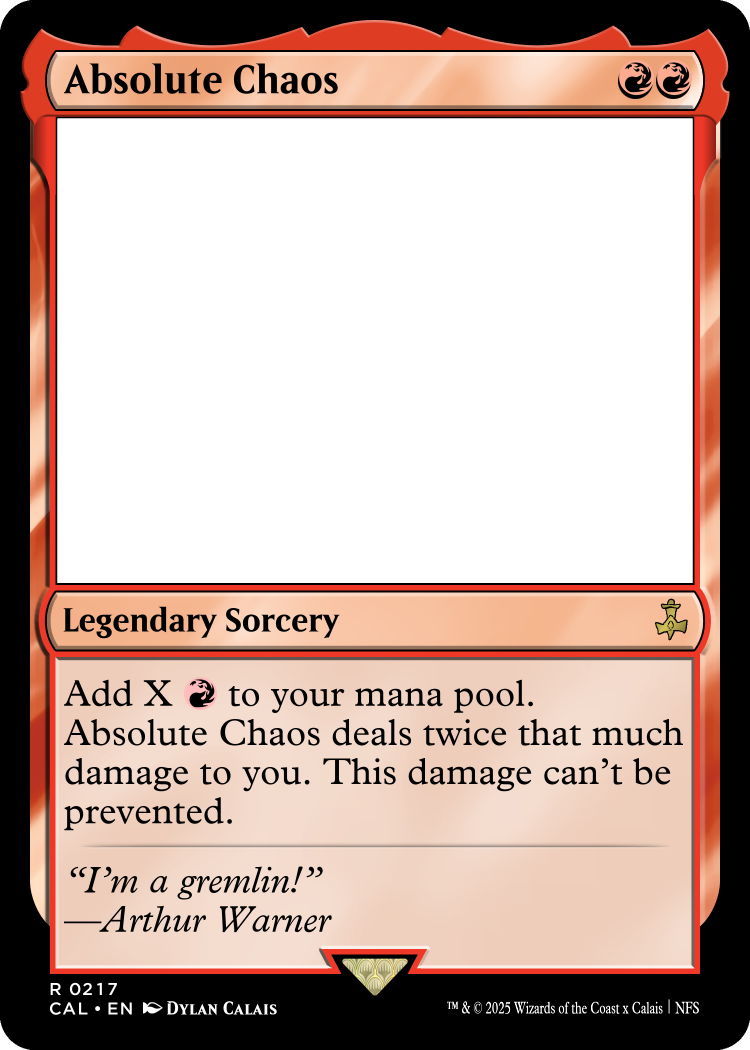 Absolute Chaos
Legendary Sorcery
Add X to your mana pool.
Absolute Chaos deals twice that much
damage to you. This damage can’t be
prevented.
“I’m a gremlin!”
—Arthur Warner
R 0217
CAL • EN DYLAN CALAIS
™ & © 2025 Wizards of the Coast x Calais | NFS